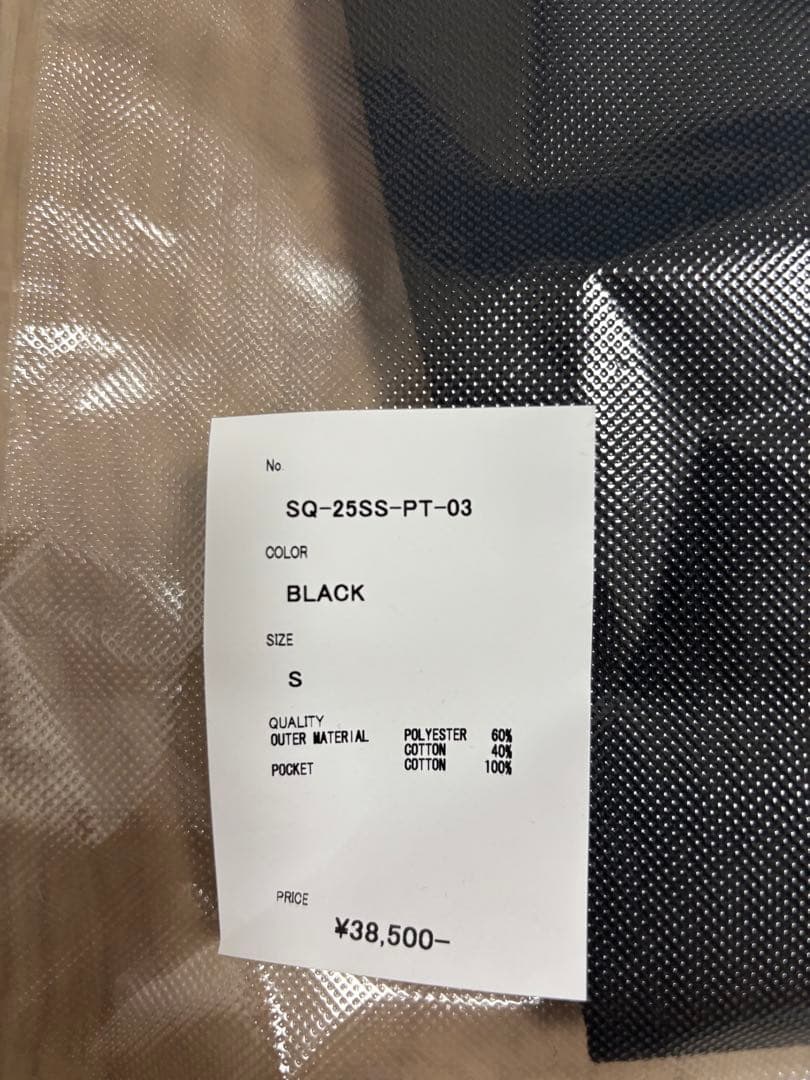 No.
SQ-25SS-PT-03
COLOR
BLACK
SIZE
S
QUALITY
OUTER MATERIAL POLYESTER 60%
COTTON 40%
POCKET COTTON 100%
PRICE
¥38,500-